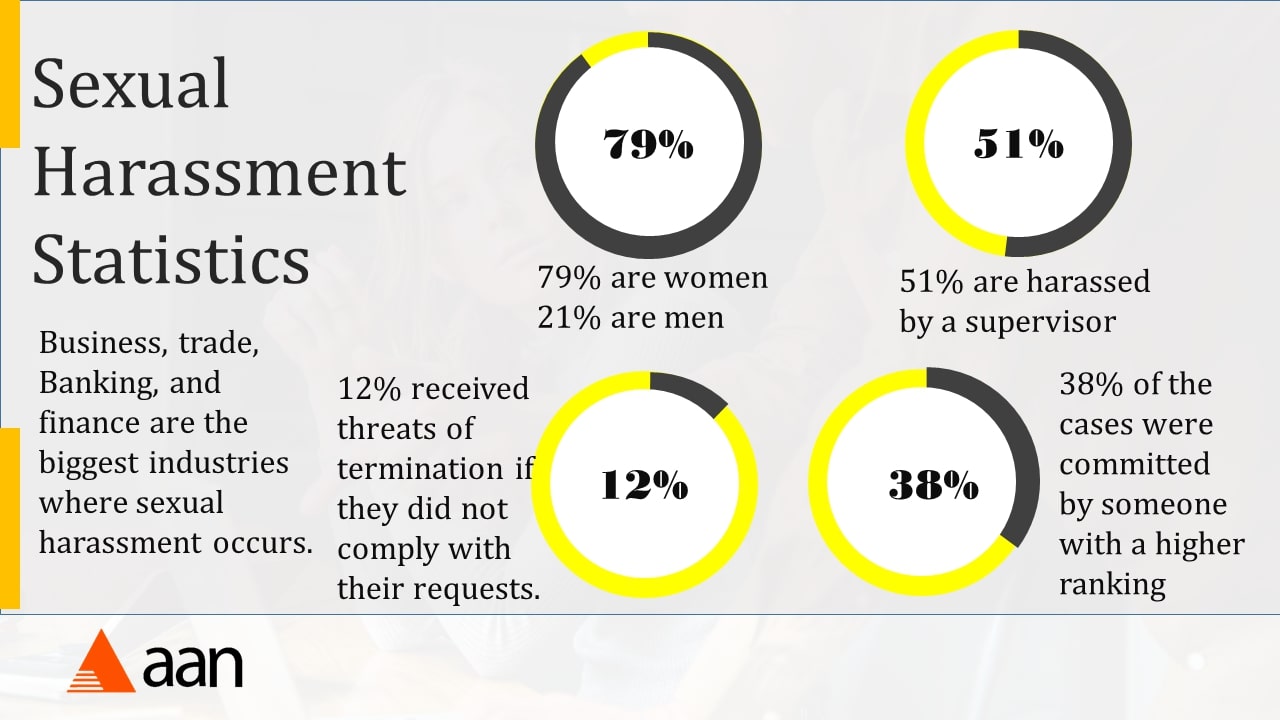 Sexual
Harassment
Statistics
Business, trade,
Banking, and
finance are the
biggest industries
where sexual
harassment occurs.
79%
79% are women
21% are men
51%
51% are harassed
by a supervisor
12% received
threats of
termination if
they did not
comply with
their requests.
12%
38%
38% of the
cases were
committed
by someone
with a higher
ranking
aan